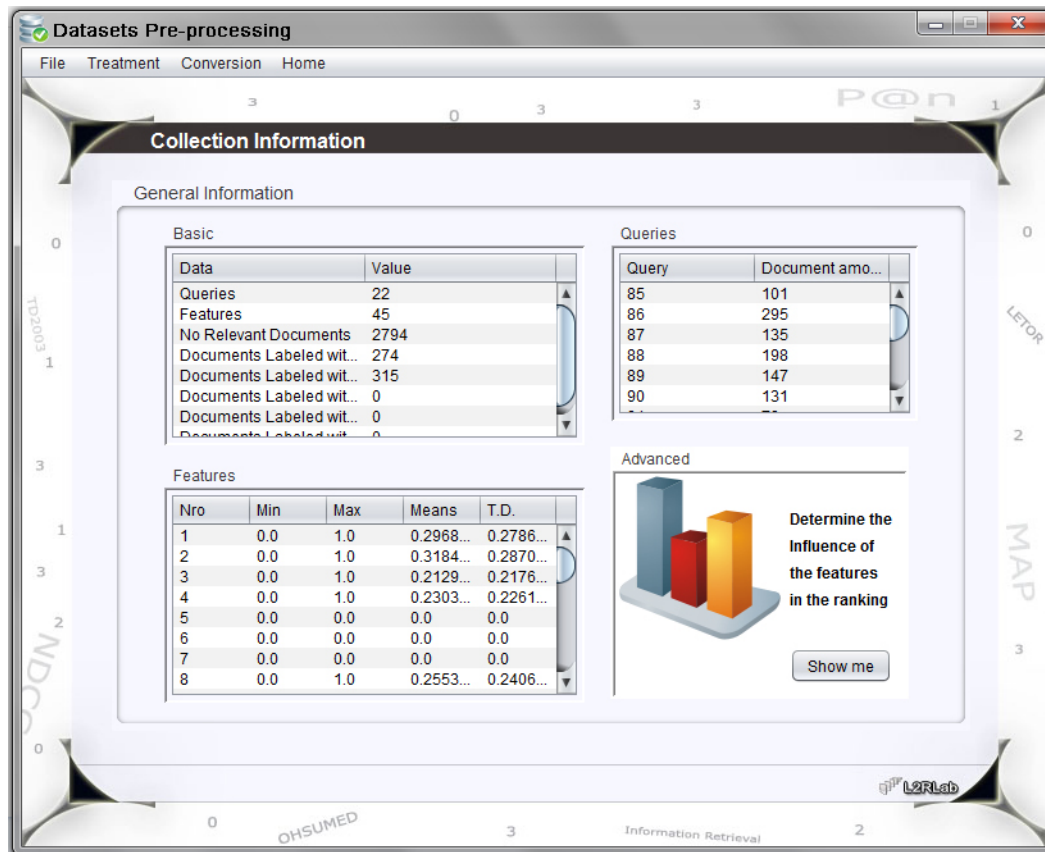 Datasets Pre-processing
File Treatment Conversion Home
3 0 3 3 P@n 1
Collection Information
General Information
Basic
Data Value
Queries 22
Features 45
No Relevant Documents 2794
Documents Labeled wit... 274
Documents Labeled wit... 315
Documents Labeled wit... 0
Documents Labeled wit... 0
Documents Labeled wit... 0
Queries
Query Document amo...
85 101
86 295
87 135
88 198
89 147
90 131
Features
Nro Min Max Means T.D.
1 0.0 1.0 0.2968... 0.2786...
2 0.0 1.0 0.3184... 0.2870...
3 0.0 1.0 0.2129... 0.2176...
4 0.0 1.0 0.2303... 0.2261...
5 0.0 0.0 0.0 0.0
6 0.0 0.0 0.0 0.0
7 0.0 0.0 0.0 0.0
8 0.0 1.0 0.2553... 0.2406...
Advanced
Determine the
Influence of
the features
in the ranking
Show me
L2RLab
0
TD2003
1
3
1
3
2
NDCG
0
0
LETOR
2
MAP
3
0 OHSUMED 3 Information Retrieval 2